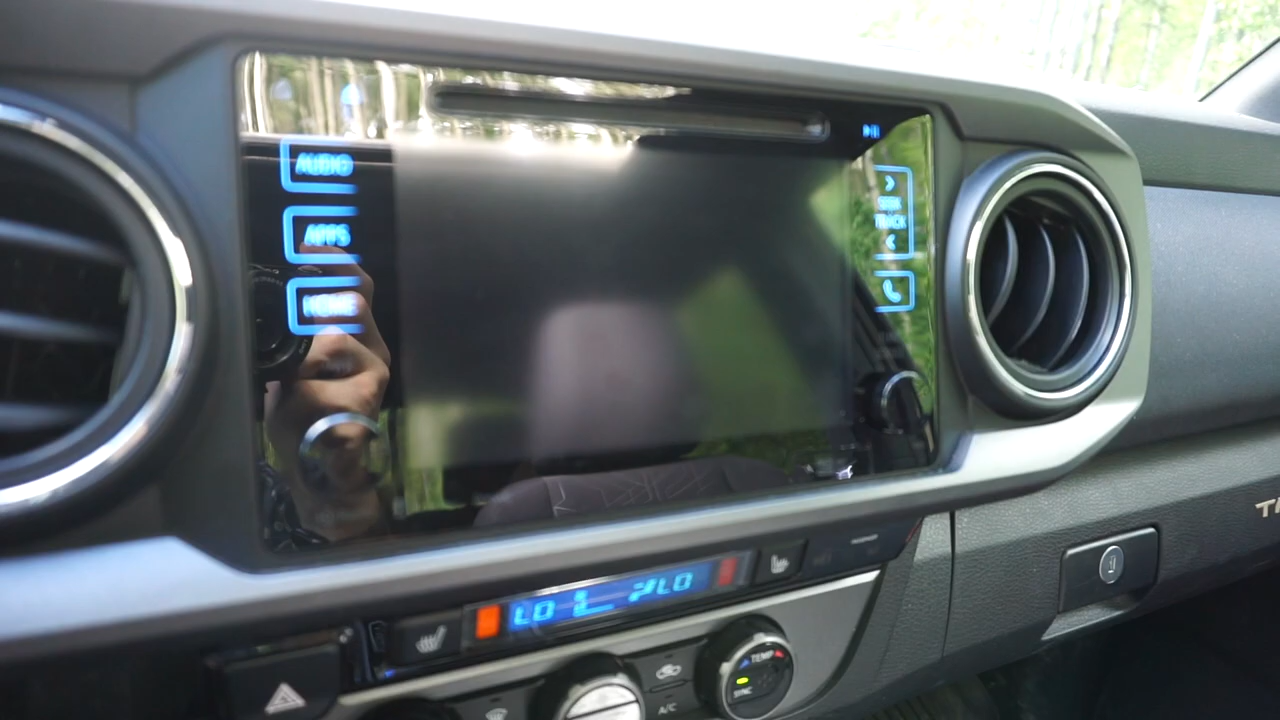 AUDIO
APPS
HOME
SEEK
TRACK
LO
LO
TEMP
SYNC
A/C